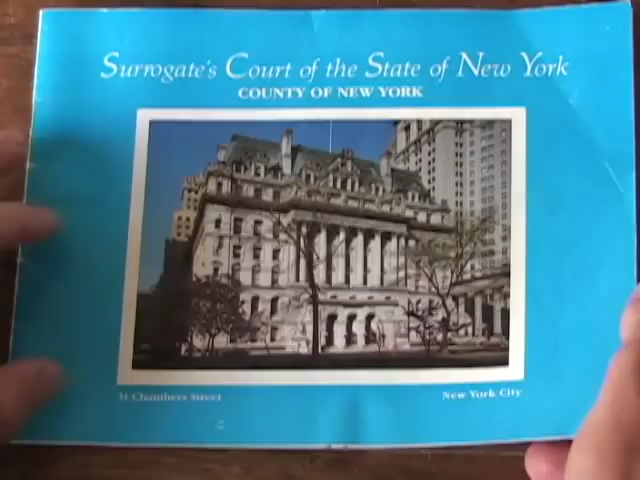 Surrogate's Court of the State of New York
COUNTY OF NEW YORK
31 Chambers Street
New York City